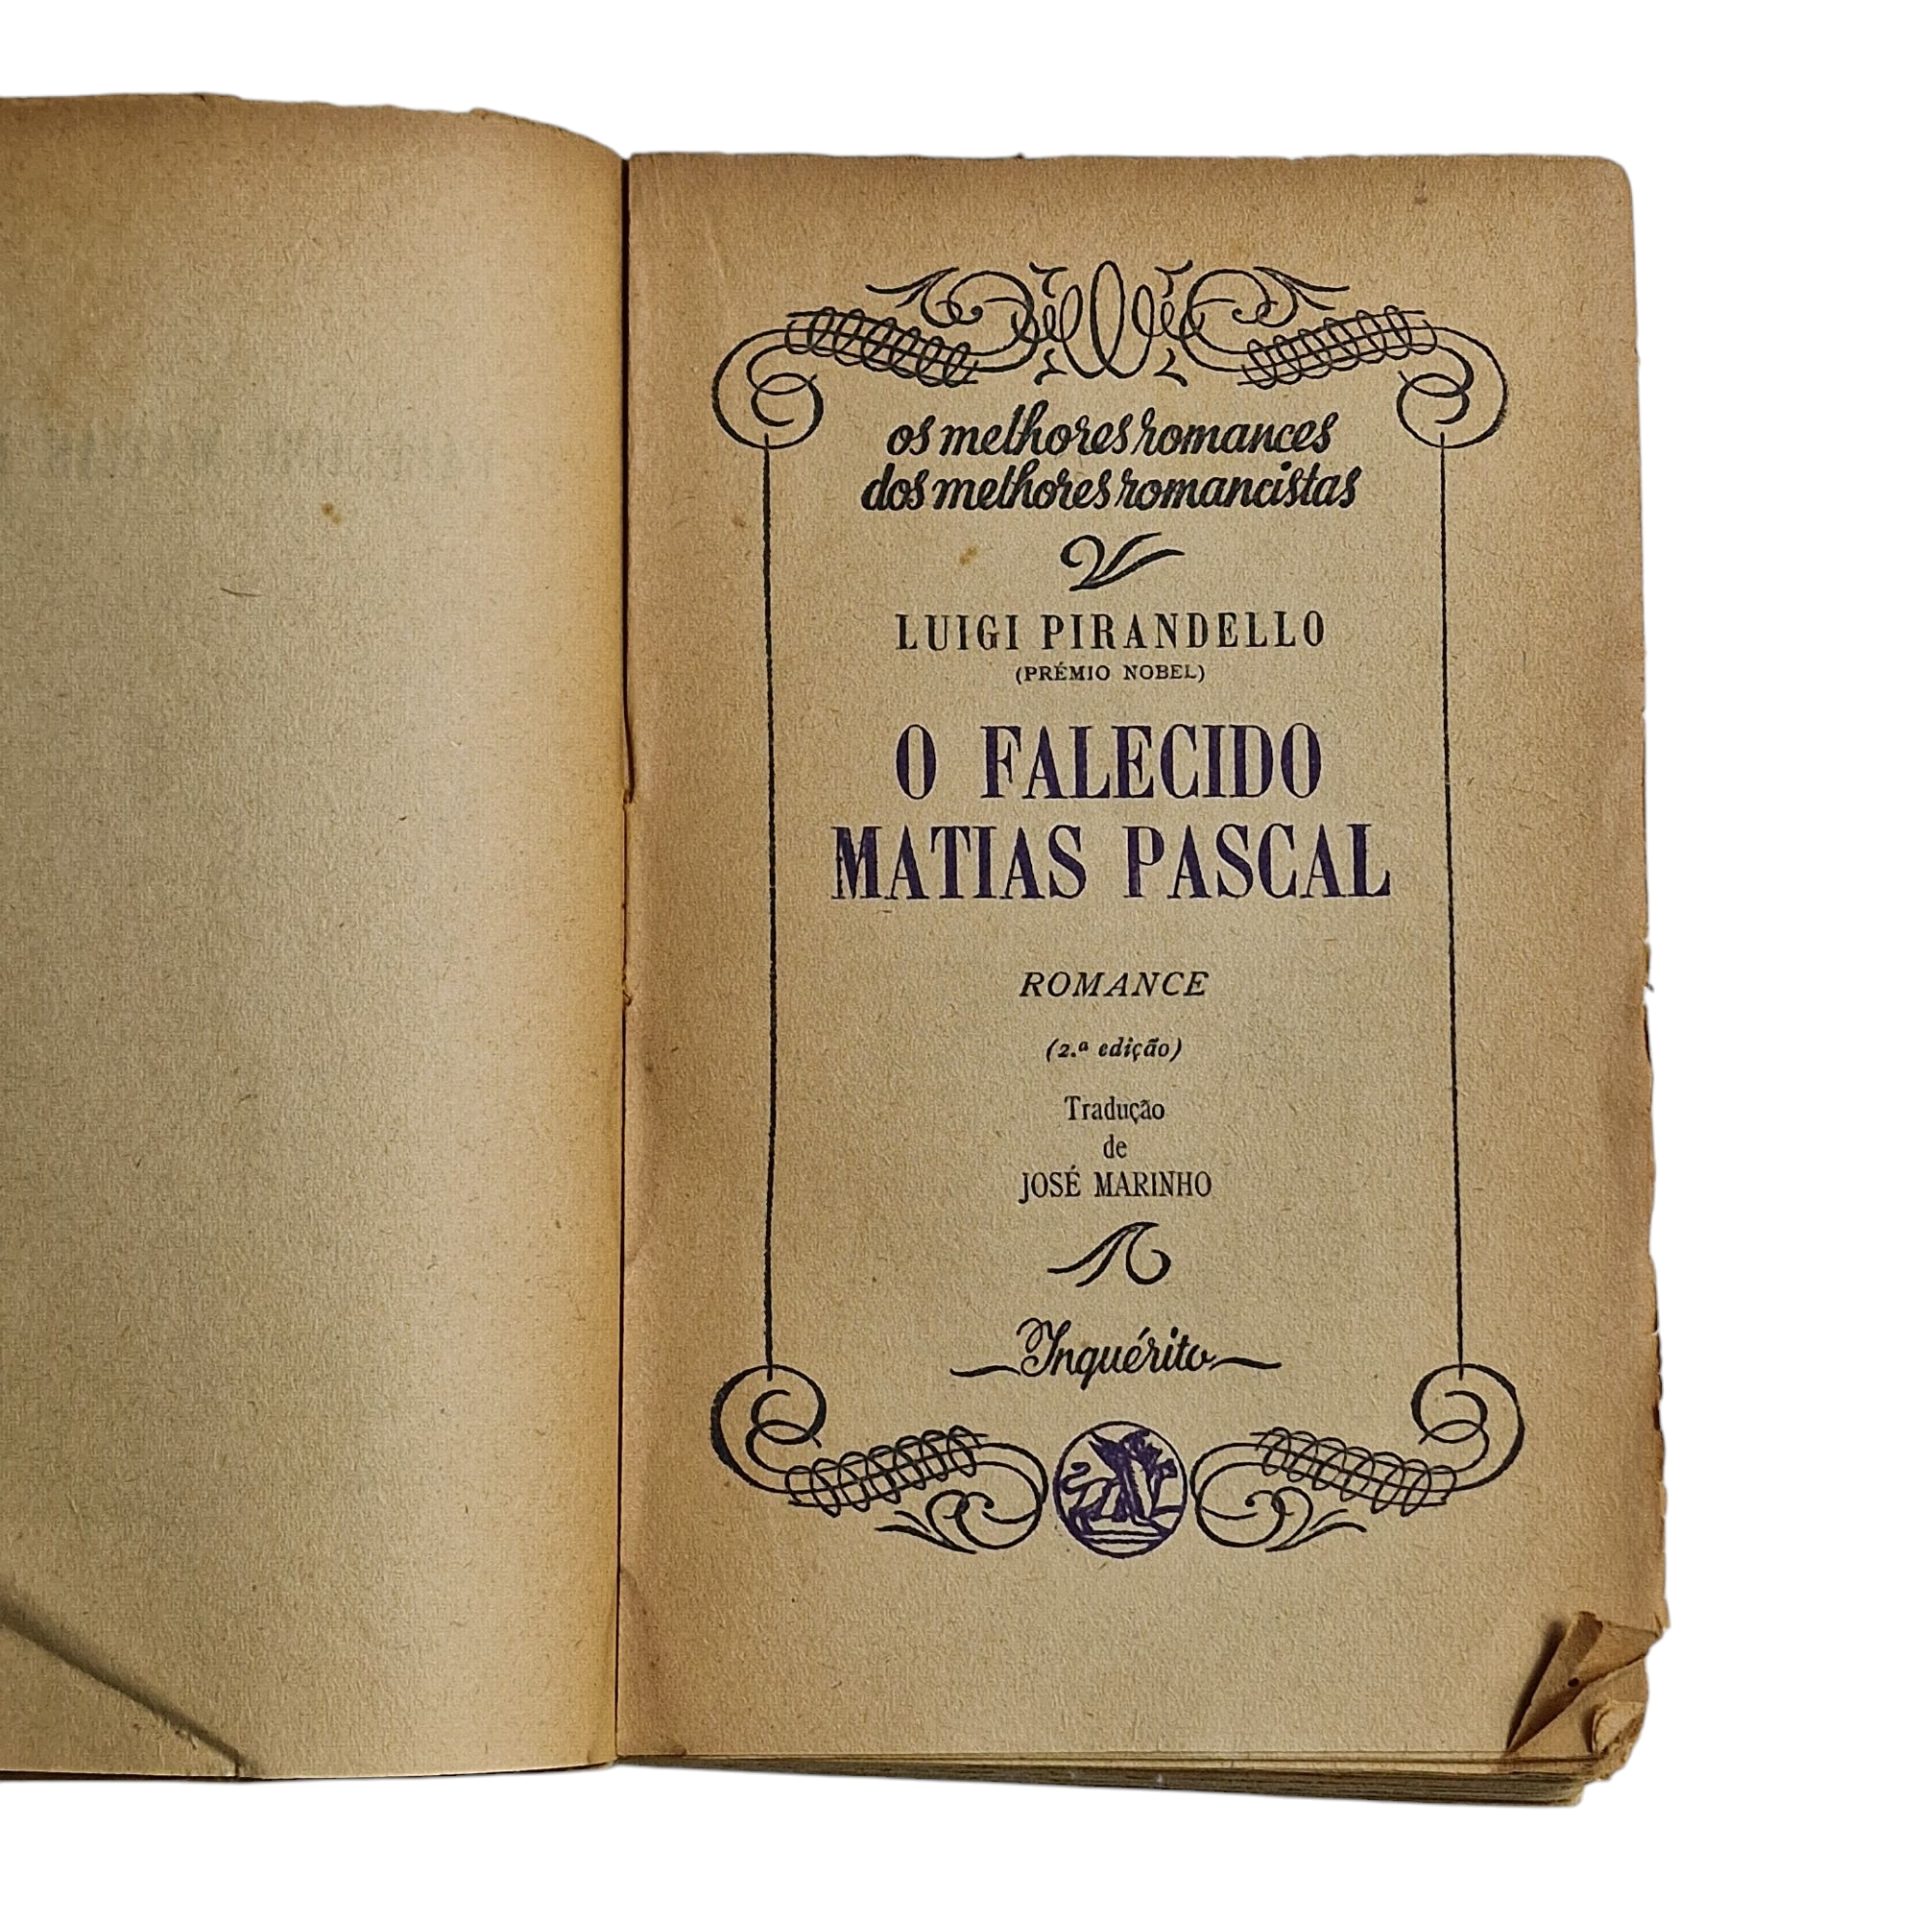 os melhores romances
dos melhores romancistas
LUIGI PIRANDELLO
(PRÉMIO NOBEL)
O FALECIDO
MATIAS PASCAL
ROMANCE
(2.ª edição)
Tradução
de
JOSÉ MARINHO
Inquérito